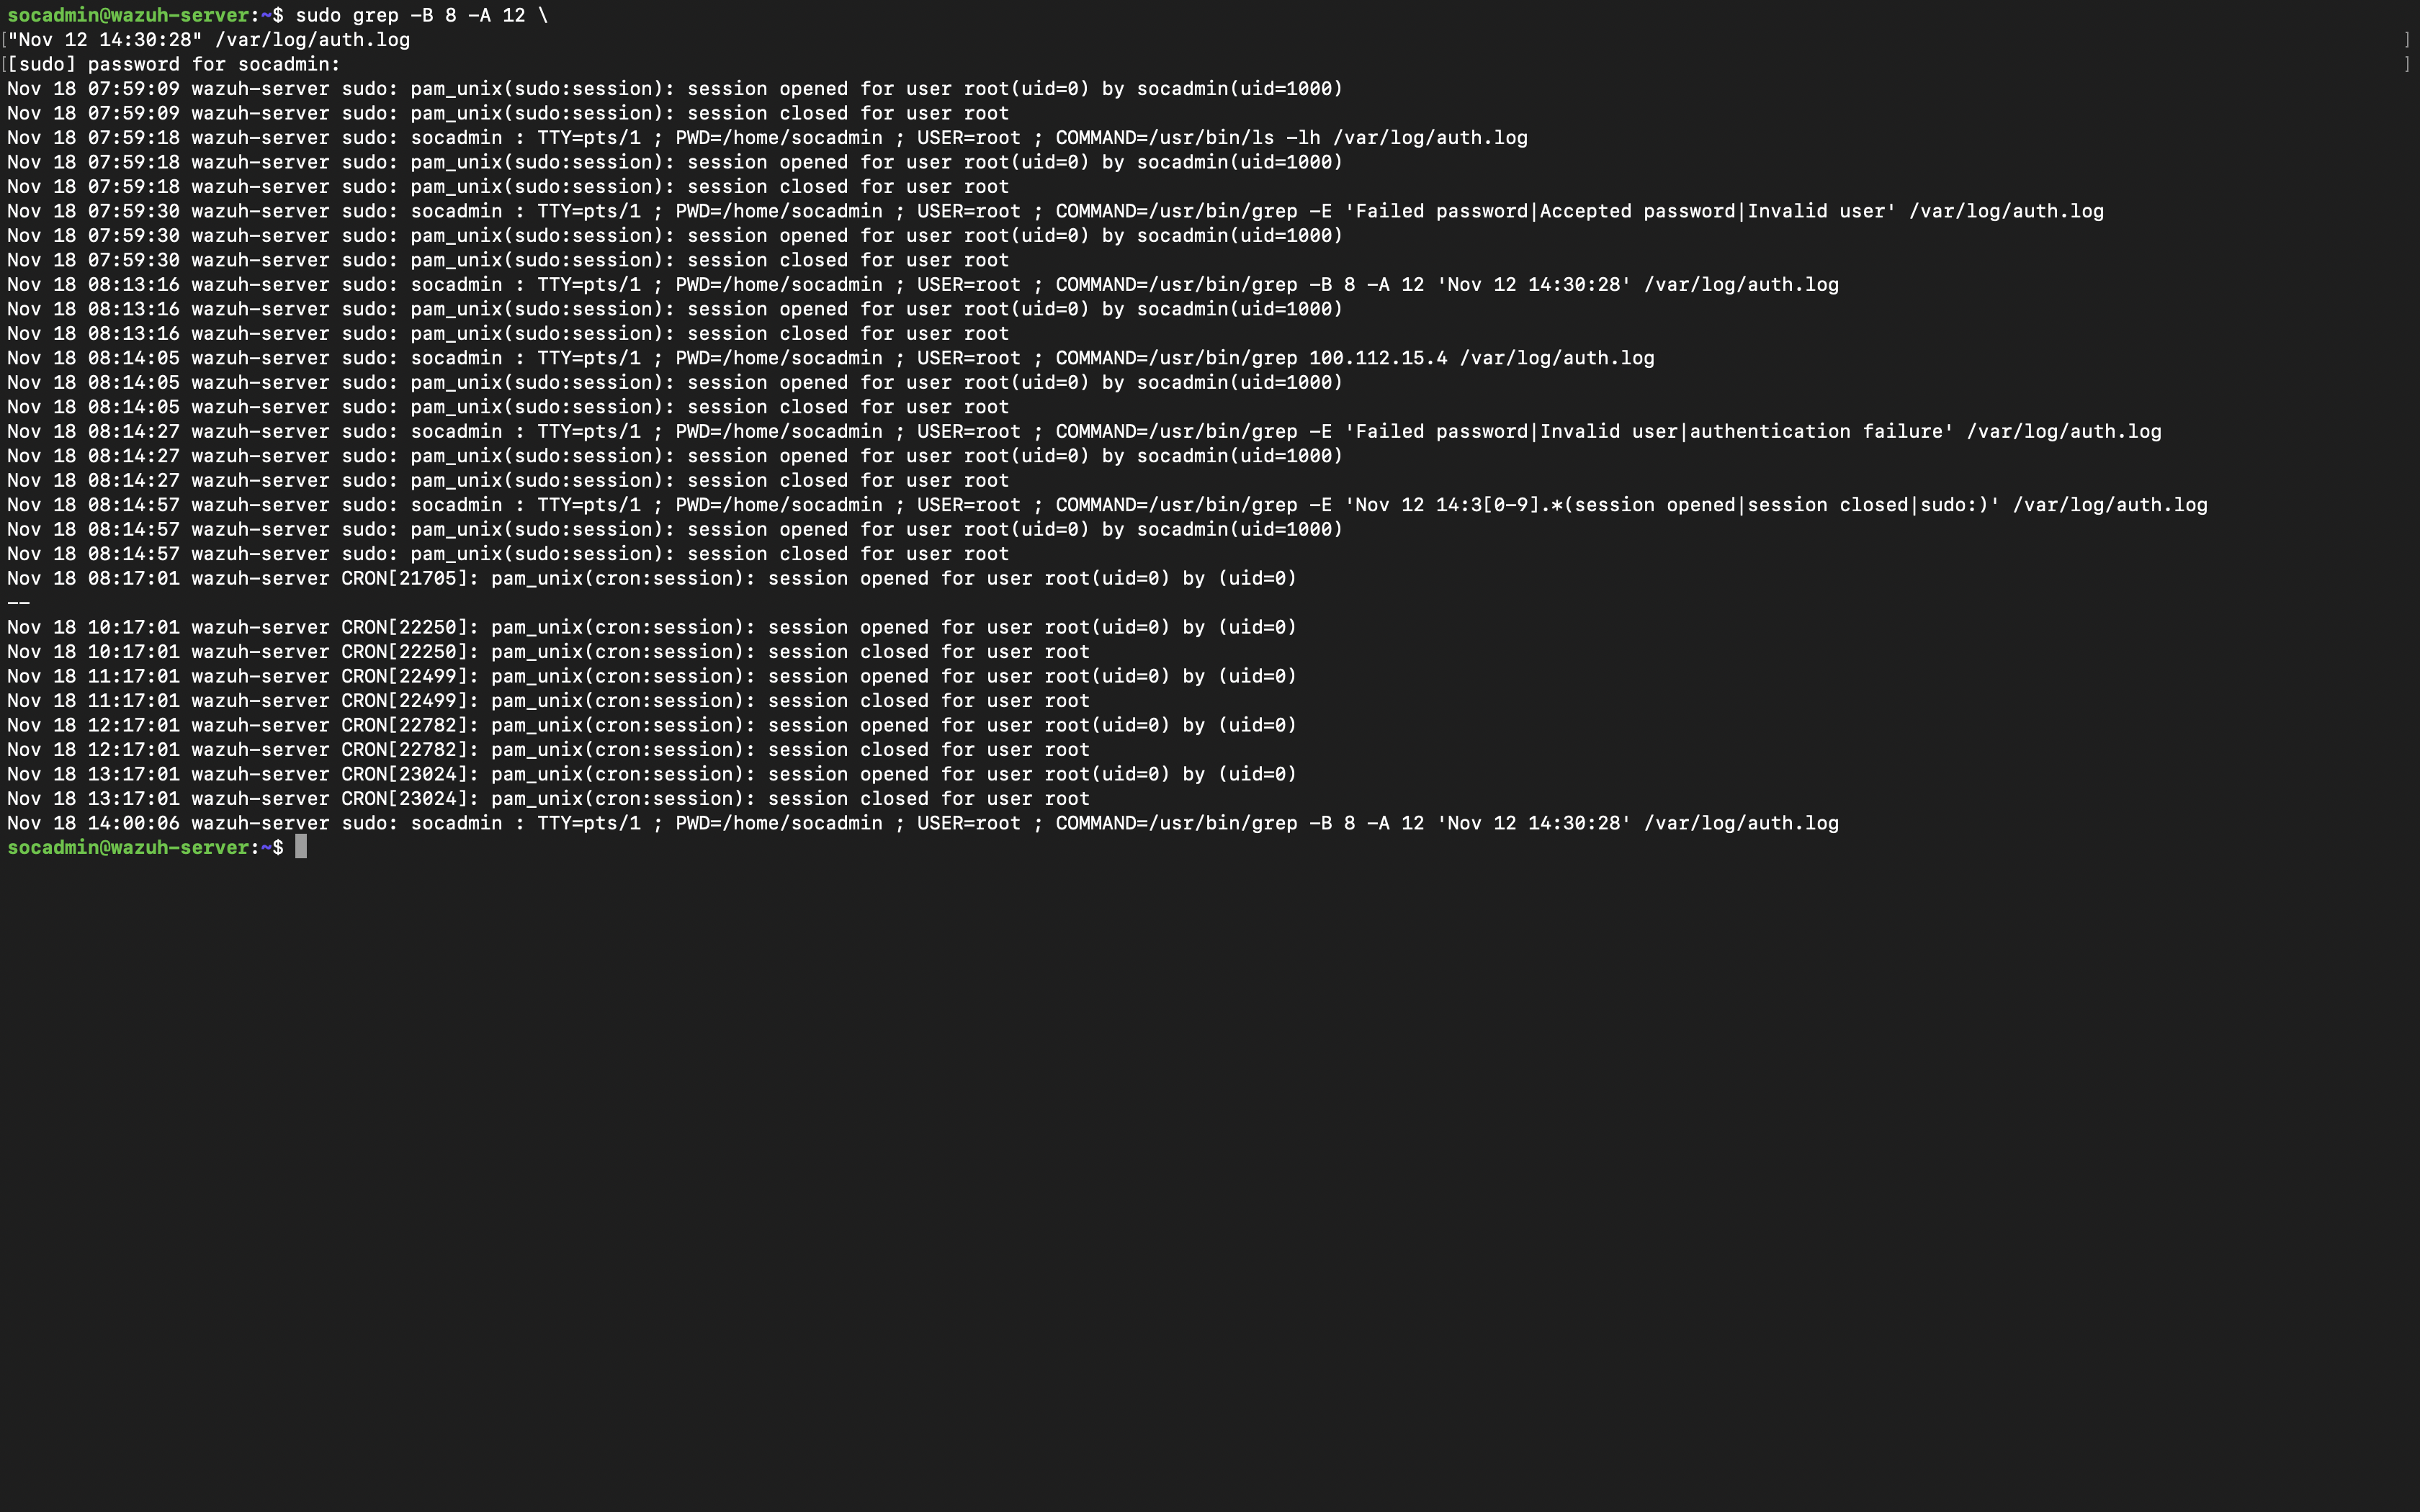 socadmin@wazuh-server:~$ sudo grep -B 8 -A 12 \
["Nov 12 14:30:28" /var/log/auth.log ]
[[sudo] password for socadmin: ]
Nov 18 07:59:09 wazuh-server sudo: pam_unix(sudo:session): session opened for user root(uid=0) by socadmin(uid=1000)
Nov 18 07:59:09 wazuh-server sudo: pam_unix(sudo:session): session closed for user root
Nov 18 07:59:18 wazuh-server sudo: socadmin : TTY=pts/1 ; PWD=/home/socadmin ; USER=root ; COMMAND=/usr/bin/ls -lh /var/log/auth.log
Nov 18 07:59:18 wazuh-server sudo: pam_unix(sudo:session): session opened for user root(uid=0) by socadmin(uid=1000)
Nov 18 07:59:18 wazuh-server sudo: pam_unix(sudo:session): session closed for user root
Nov 18 07:59:30 wazuh-server sudo: socadmin : TTY=pts/1 ; PWD=/home/socadmin ; USER=root ; COMMAND=/usr/bin/grep -E 'Failed password|Accepted password|Invalid user' /var/log/auth.log
Nov 18 07:59:30 wazuh-server sudo: pam_unix(sudo:session): session opened for user root(uid=0) by socadmin(uid=1000)
Nov 18 07:59:30 wazuh-server sudo: pam_unix(sudo:session): session closed for user root
Nov 18 08:13:16 wazuh-server sudo: socadmin : TTY=pts/1 ; PWD=/home/socadmin ; USER=root ; COMMAND=/usr/bin/grep -B 8 -A 12 'Nov 12 14:30:28' /var/log/auth.log
Nov 18 08:13:16 wazuh-server sudo: pam_unix(sudo:session): session opened for user root(uid=0) by socadmin(uid=1000)
Nov 18 08:13:16 wazuh-server sudo: pam_unix(sudo:session): session closed for user root
Nov 18 08:14:05 wazuh-server sudo: socadmin : TTY=pts/1 ; PWD=/home/socadmin ; USER=root ; COMMAND=/usr/bin/grep 100.112.15.4 /var/log/auth.log
Nov 18 08:14:05 wazuh-server sudo: pam_unix(sudo:session): session opened for user root(uid=0) by socadmin(uid=1000)
Nov 18 08:14:05 wazuh-server sudo: pam_unix(sudo:session): session closed for user root
Nov 18 08:14:27 wazuh-server sudo: socadmin : TTY=pts/1 ; PWD=/home/socadmin ; USER=root ; COMMAND=/usr/bin/grep -E 'Failed password|Invalid user|authentication failure' /var/log/auth.log
Nov 18 08:14:27 wazuh-server sudo: pam_unix(sudo:session): session opened for user root(uid=0) by socadmin(uid=1000)
Nov 18 08:14:27 wazuh-server sudo: pam_unix(sudo:session): session closed for user root
Nov 18 08:14:57 wazuh-server sudo: socadmin : TTY=pts/1 ; PWD=/home/socadmin ; USER=root ; COMMAND=/usr/bin/grep -E 'Nov 12 14:3[0-9].*(session opened|session closed|sudo:)' /var/log/auth.log
Nov 18 08:14:57 wazuh-server sudo: pam_unix(sudo:session): session opened for user root(uid=0) by socadmin(uid=1000)
Nov 18 08:14:57 wazuh-server sudo: pam_unix(sudo:session): session closed for user root
Nov 18 08:17:01 wazuh-server CRON[21705]: pam_unix(cron:session): session opened for user root(uid=0) by (uid=0)
--
Nov 18 10:17:01 wazuh-server CRON[22250]: pam_unix(cron:session): session opened for user root(uid=0) by (uid=0)
Nov 18 10:17:01 wazuh-server CRON[22250]: pam_unix(cron:session): session closed for user root
Nov 18 11:17:01 wazuh-server CRON[22499]: pam_unix(cron:session): session opened for user root(uid=0) by (uid=0)
Nov 18 11:17:01 wazuh-server CRON[22499]: pam_unix(cron:session): session closed for user root
Nov 18 12:17:01 wazuh-server CRON[22782]: pam_unix(cron:session): session opened for user root(uid=0) by (uid=0)
Nov 18 12:17:01 wazuh-server CRON[22782]: pam_unix(cron:session): session closed for user root
Nov 18 13:17:01 wazuh-server CRON[23024]: pam_unix(cron:session): session opened for user root(uid=0) by (uid=0)
Nov 18 13:17:01 wazuh-server CRON[23024]: pam_unix(cron:session): session closed for user root
Nov 18 14:00:06 wazuh-server sudo: socadmin : TTY=pts/1 ; PWD=/home/socadmin ; USER=root ; COMMAND=/usr/bin/grep -B 8 -A 12 'Nov 12 14:30:28' /var/log/auth.log
socadmin@wazuh-server:~$